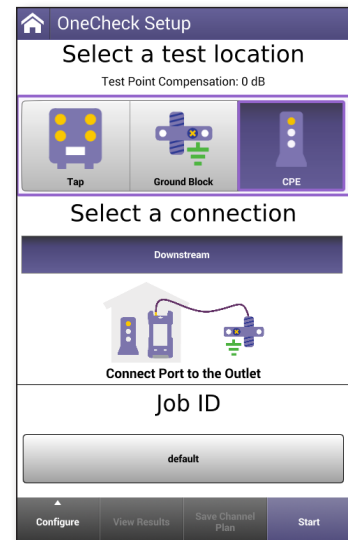 OneCheck Setup
Select a test location
Test Point Compensation: 0 dB
Tap
Ground Block
CPE
Select a connection
Downstream
Connect Port to the Outlet
Job ID
default
Configure
View Results
Save Channel
Plan
Start